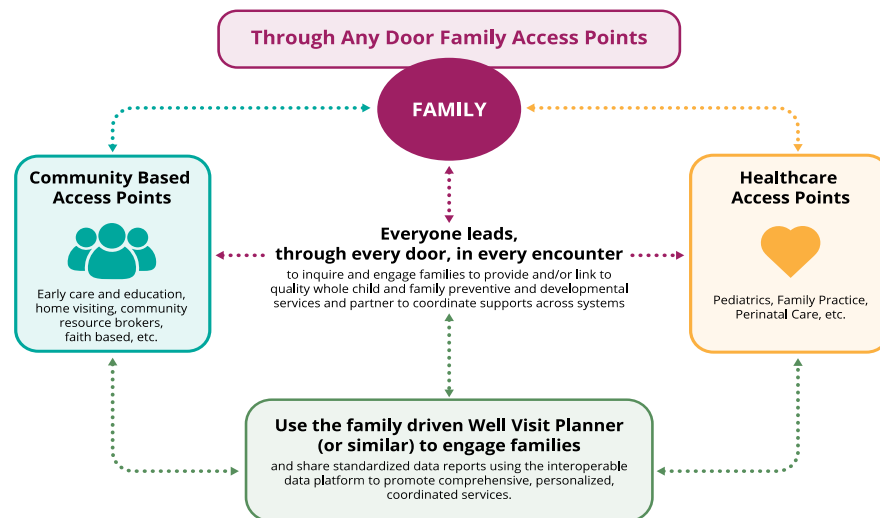 Through Any Door Family Access Points
FAMILY
Community Based
Access Points
Early care and education,
home visiting, community
resource brokers,
faith based, etc.
Everyone leads,
through every door, in every encounter
to inquire and engage families to provide and/or link to
quality whole child and family preventive and developmental
services and partner to coordinate supports across systems
Healthcare
Access Points
Pediatrics, Family Practice,
Perinatal Care, etc.
Use the family driven Well Visit Planner
(or similar) to engage families
and share standardized data reports using the interoperable
data platform to promote comprehensive, personalized,
coordinated services.